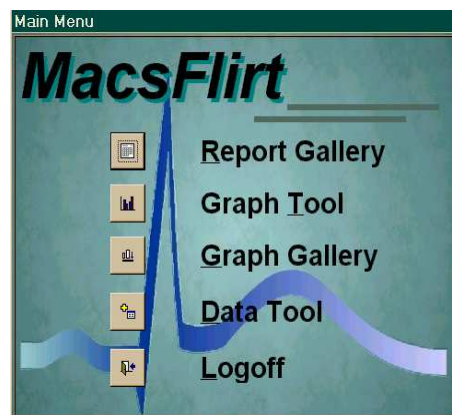 Main Menu
MacsFlirt
Report Gallery
Graph Tool
Graph Gallery
Data Tool
Logoff